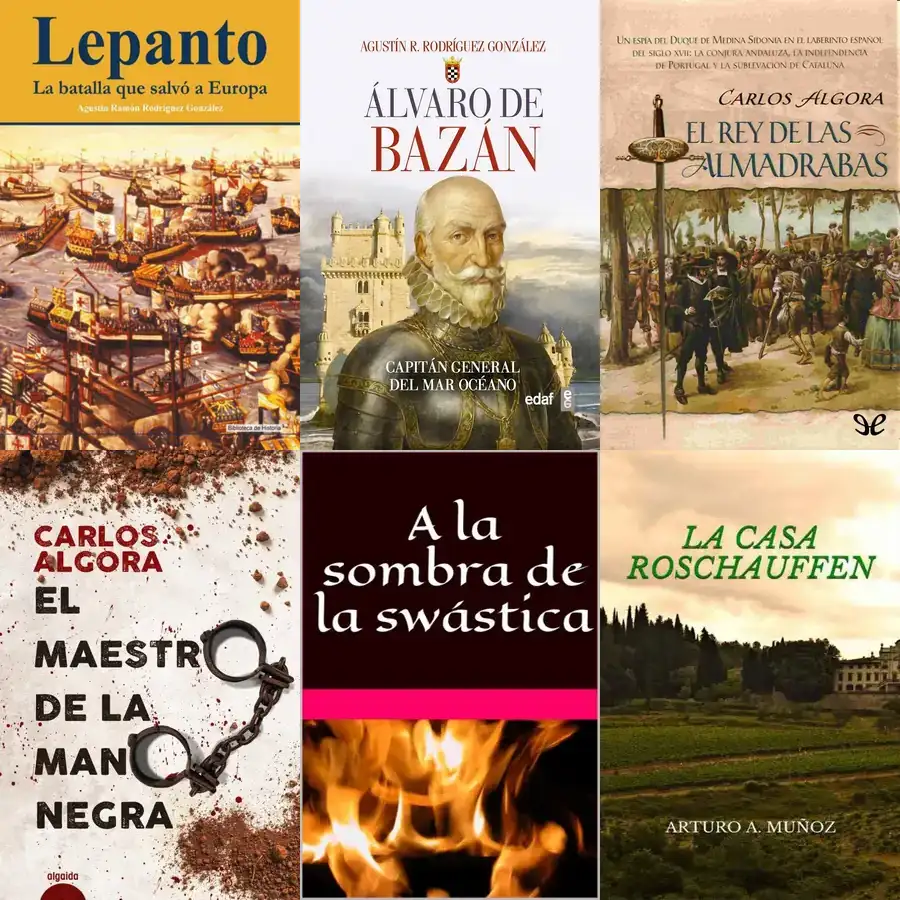 Lepanto
La batalla que salvó a Europa
Agustín Ramón Rodríguez González
Biblioteca de Historia
AGUSTÍN R. RODRÍGUEZ GONZÁLEZ
ÁLVARO DE
BAZÁN
CAPITÁN GENERAL
DEL MAR OCÉANO
edaf
UN ESPÍA DEL DUQUE DE MEDINA SIDONIA EN EL LABERINTO ESPAÑOL
DEL SIGLO XVII: LA CONJURA ANDALUZA, LA INDEPENDENCIA
DE PORTUGAL Y LA SUBLEVACIÓN DE CATALUÑA
CARLOS ALGORA
EL REY DE LAS
ALMADRABAS
CARLOS
ALGORA
EL
MAESTRO
DE LA
MANO
NEGRA
algaida
A la
sombra de
la swástica
LA CASA
ROSCHAUFFEN
ARTURO A. MUÑOZ